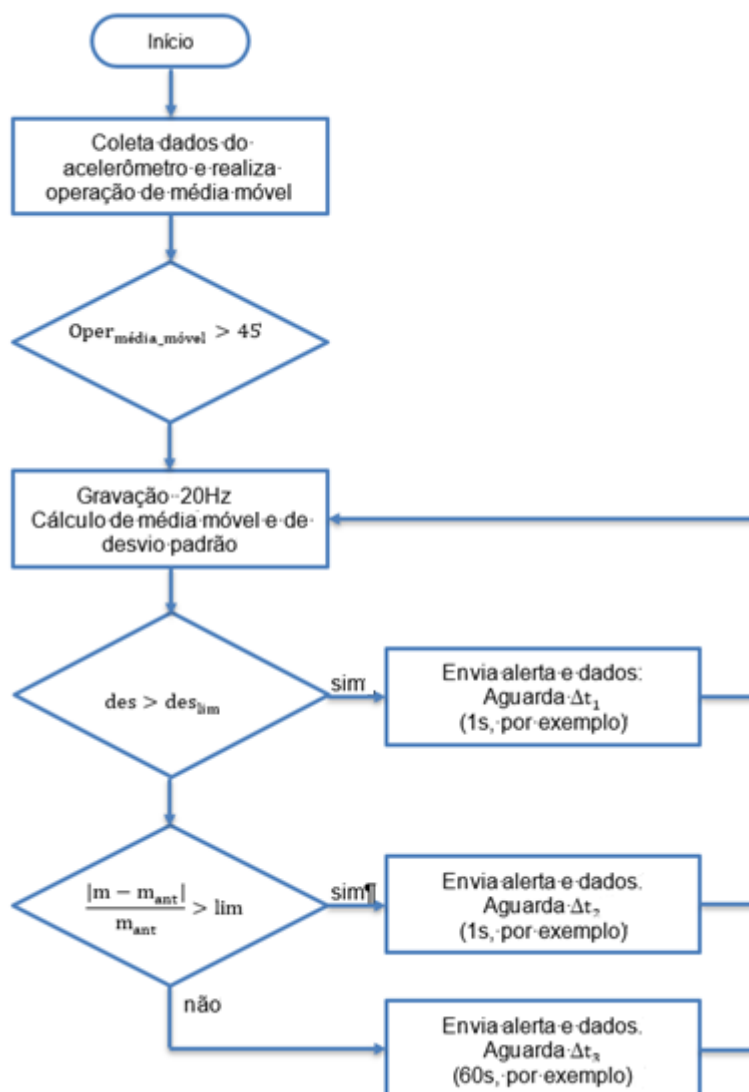 Início
Coleta dados do
acelerômetro e realiza
operação de média móvel
Oper_média_móvel > 45
Gravação 20Hz
Cálculo de média móvel e de
desvio padrão
des > des_lim
sim
Envia alerta e dados:
Aguarda Δt₁
(1s, por exemplo)
|m − m_ant|
m_ant
> lim
sim¶
Envia alerta e dados.
Aguarda Δt₂
(1s, por exemplo)
não
Envia alerta e dados.
Aguarda Δt₃
(60s, por exemplo)